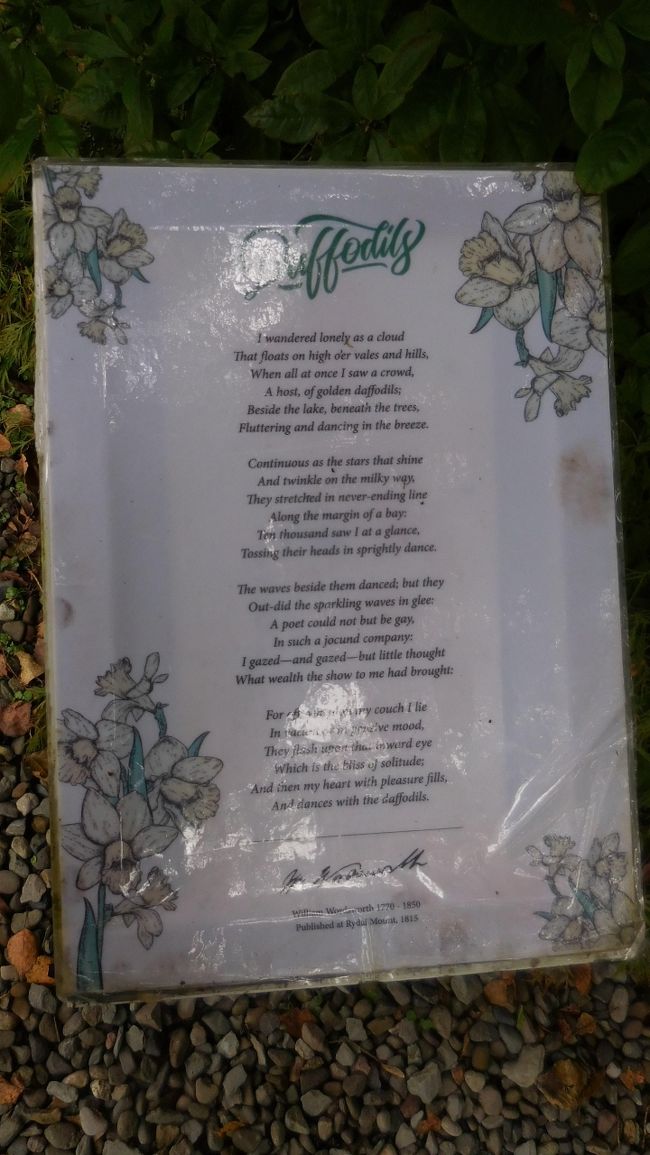 Daffodils
I wandered lonely as a cloud
That floats on high o'er vales and hills,
When all at once I saw a crowd,
A host, of golden daffodils;
Beside the lake, beneath the trees,
Fluttering and dancing in the breeze.
Continuous as the stars that shine
And twinkle on the milky way,
They stretched in never-ending line
Along the margin of a bay:
Ten thousand saw I at a glance,
Tossing their heads in sprightly dance.
The waves beside them danced; but they
Out-did the sparkling waves in glee:
A poet could not but be gay,
In such a jocund company:
I gazed—and gazed—but little thought
What wealth the show to me had brought:
For my couch I lie
In mood,
They flash upon that inward eye
Which is the bliss of solitude;
And then my heart with pleasure fills,
And dances with the daffodils.
Wm Wordsworth
William Wordsworth 1770 - 1850
Published at Rydal Mount, 1815